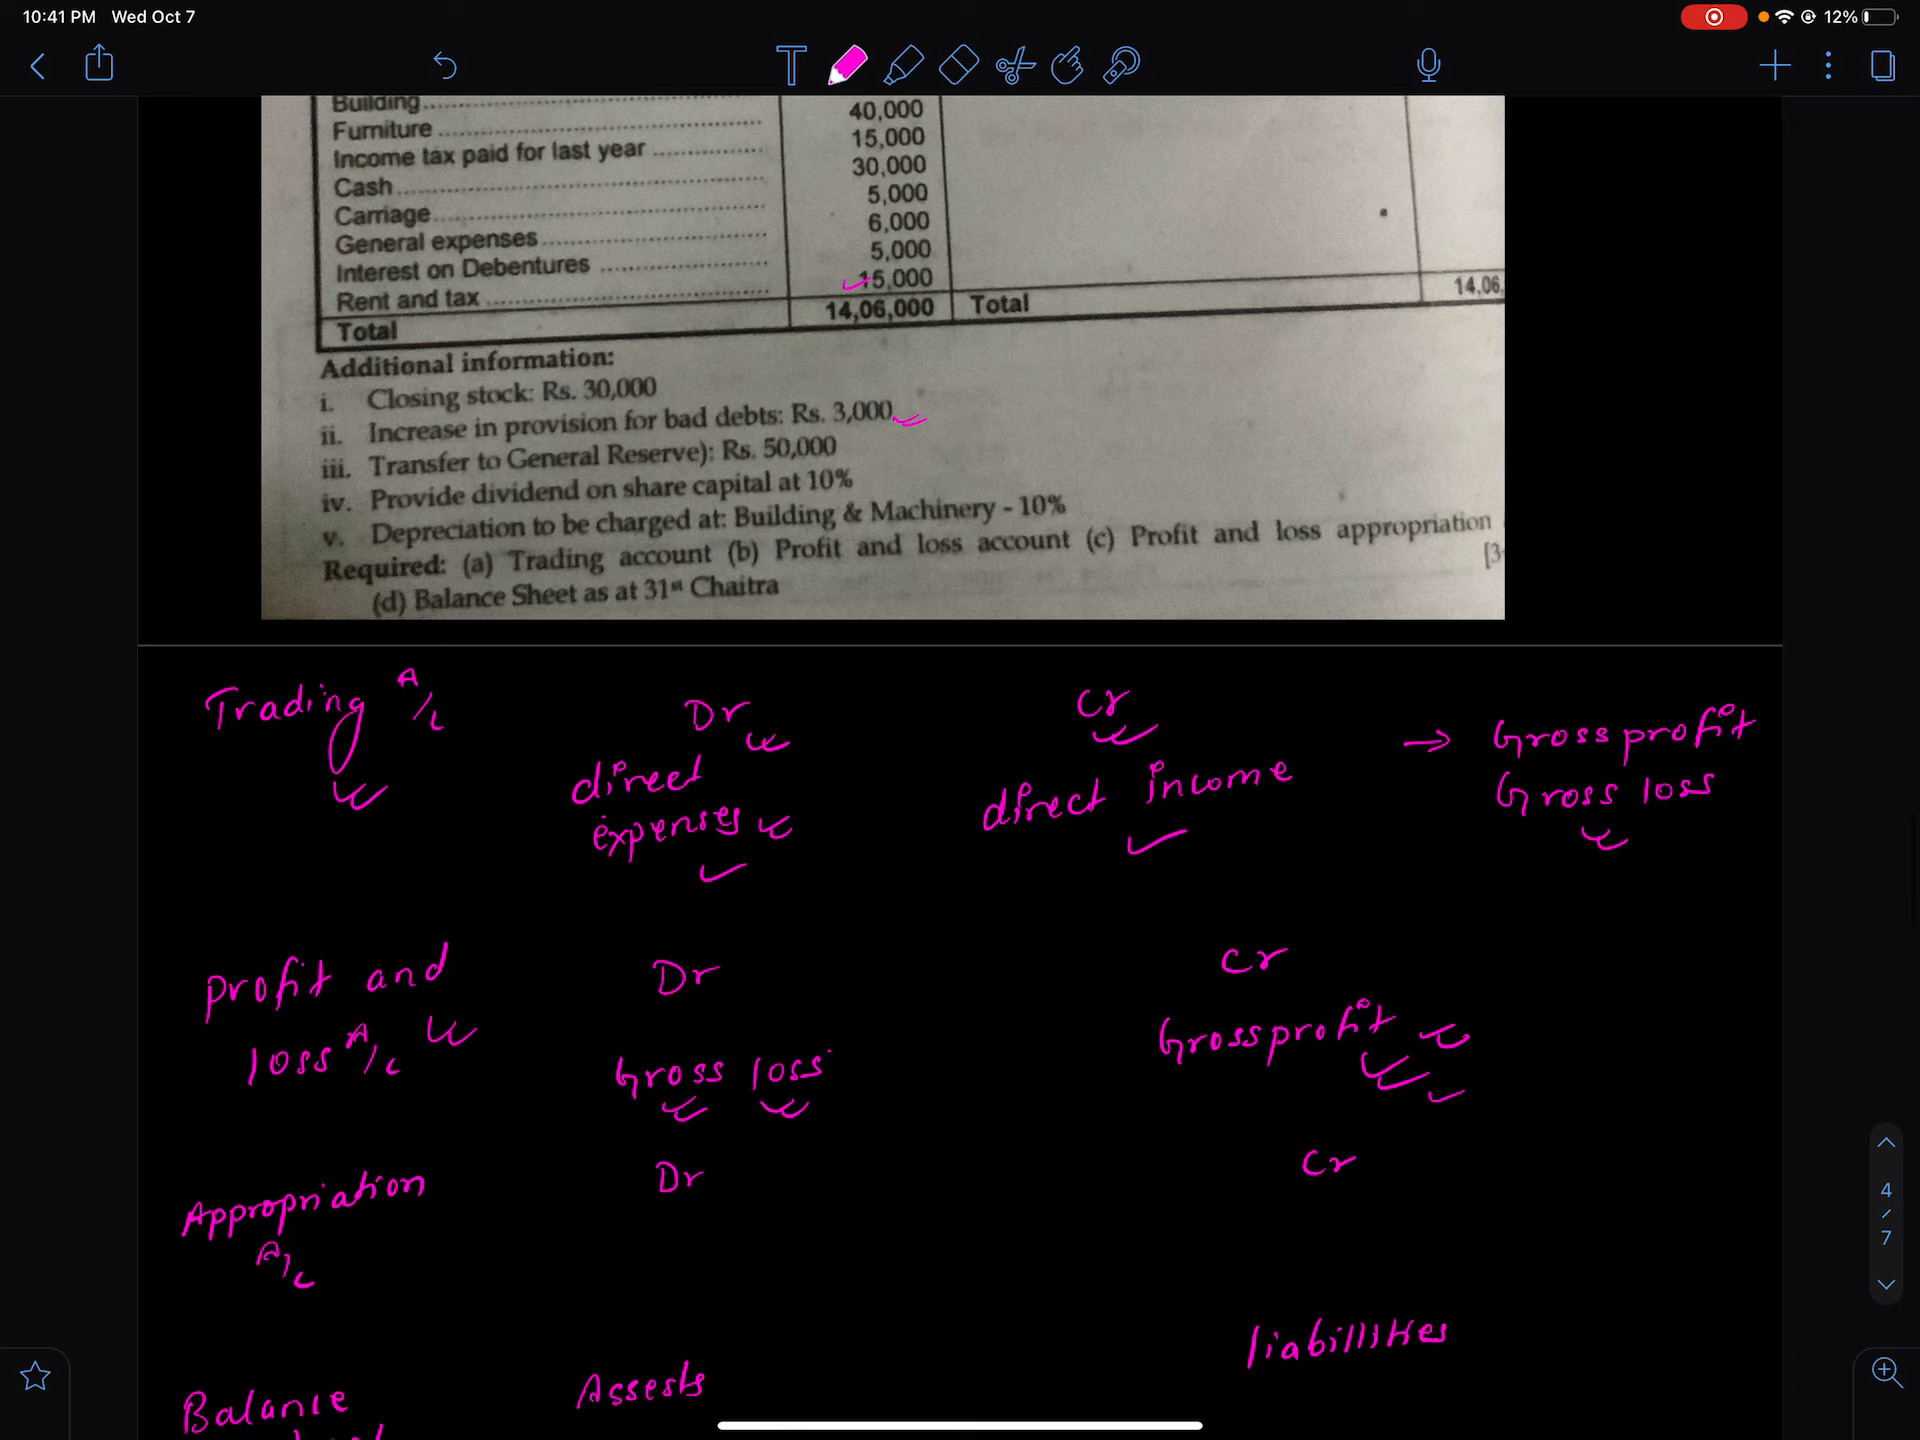 10:41 PM Wed Oct 7
12%
Building
40,000
Furniture
15,000
Income tax paid for last year
30,000
Cash
5,000
Carriage
6,000
General expenses
5,000
Interest on Debentures
15,000
Rent and tax
Total 14,06,000 Total 14,06,
Additional information:
i. Closing stock: Rs. 30,000
ii. Increase in provision for bad debts: Rs. 3,000
iii. Transfer to General Reserve): Rs. 50,000
iv. Provide dividend on share capital at 10%
v. Depreciation to be charged at: Building & Machinery - 10%
Required: (a) Trading account (b) Profit and loss account (c) Profit and loss appropriation
(d) Balance Sheet as at 31st Chaitra [3
Trading A/c Dr Cr → Gross profit
direct expenses direct income Gross loss
Profit and loss A/c Dr Cr
Gross loss Gross profit
Appropriation A/c Dr Cr
4
/
7
Balance Assests liabillities